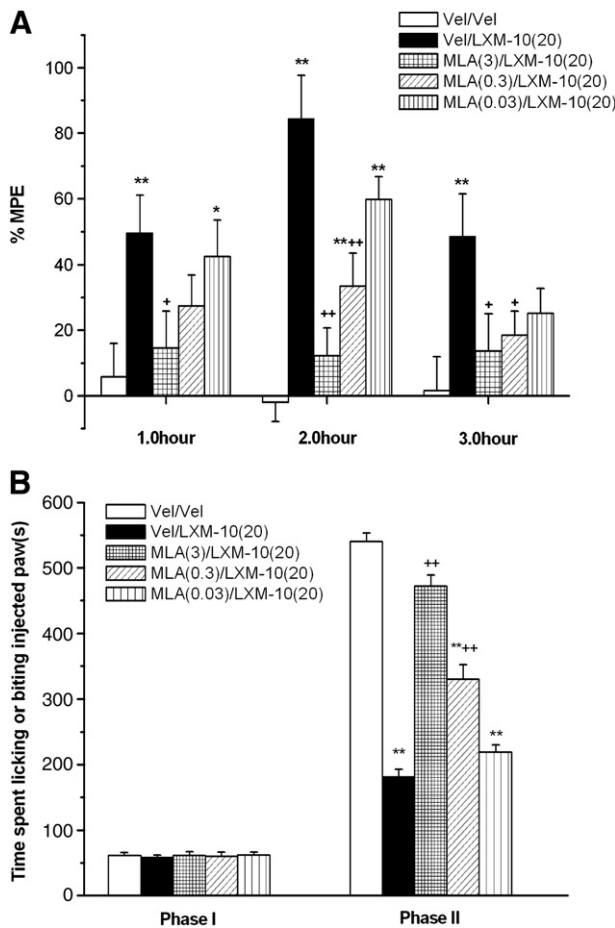 A
Vel/Vel
Vel/LXM-10(20)
MLA(3)/LXM-10(20)
MLA(0.3)/LXM-10(20)
MLA(0.03)/LXM-10(20)
% MPE
100
80
60
40
20
0
**
+
*
**
++
**++
**
**
+
+
1.0hour
2.0hour
3.0hour
B
Vel/Vel
Vel/LXM-10(20)
MLA(3)/LXM-10(20)
MLA(0.3)/LXM-10(20)
MLA(0.03)/LXM-10(20)
Time spent licking or biting injected paw(s)
600
500
400
300
200
100
0
**
++
**++
**
Phase I
Phase II